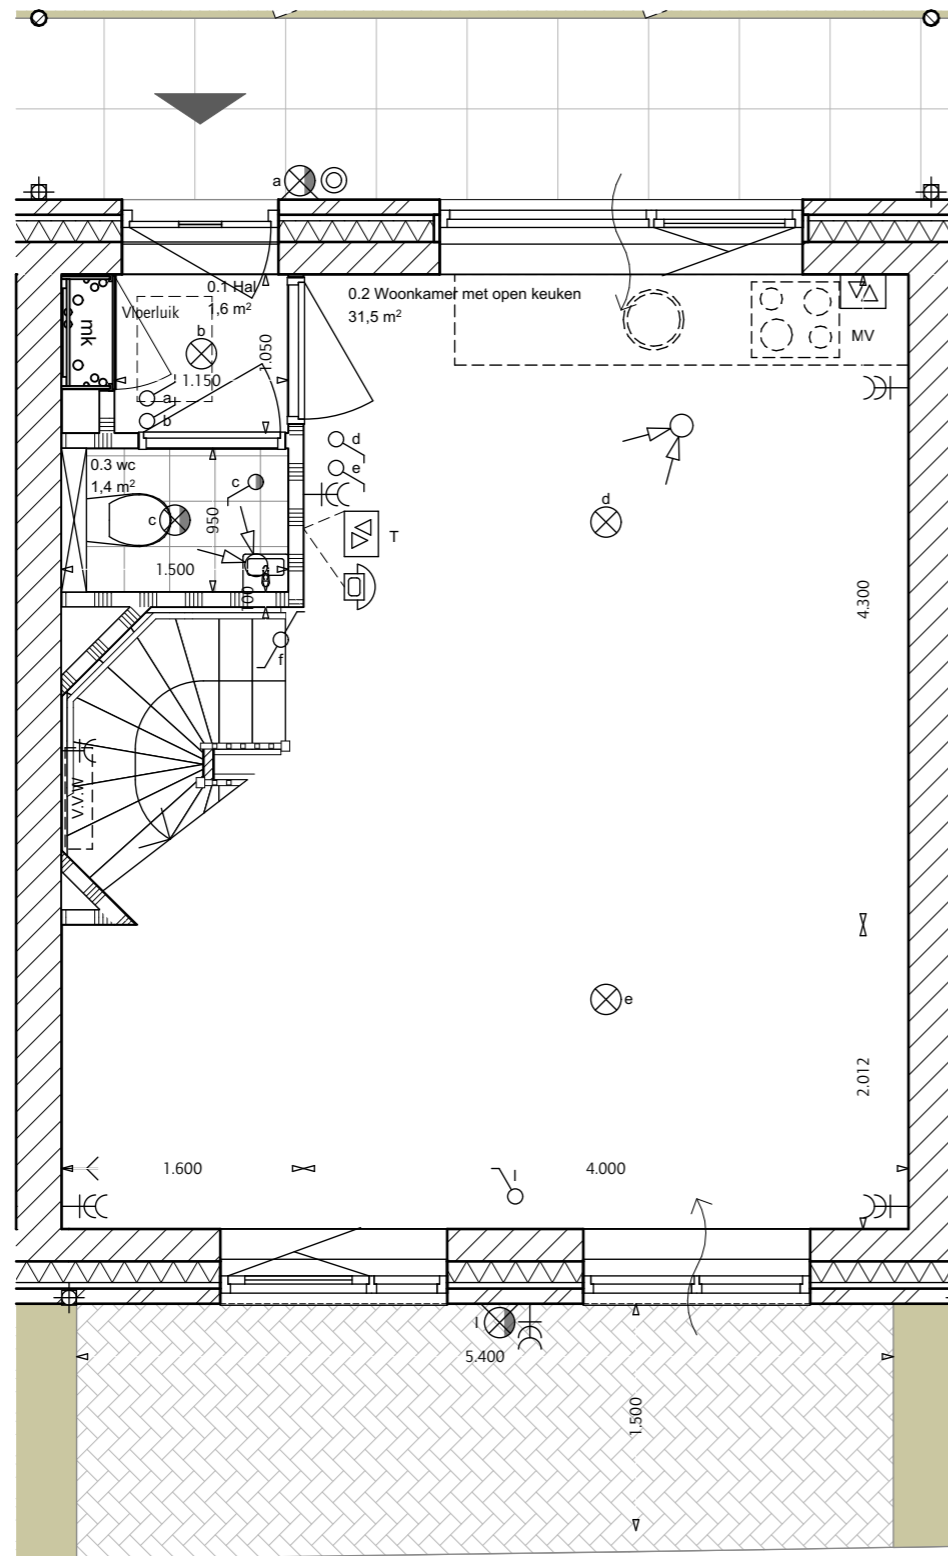 a
0.1 Hal
1,6 m²
Vloerluik
b
mk
1.050
1.150
a
b
0.2 Woonkamer met open keuken
31,5 m²
MV
0.3 wc
1,4 m²
c
c
950
1.500
100
d
e
T
d
f
4.300
V.V.W.
e
2.012
1.600
4.000
l
l
5.400
1.500